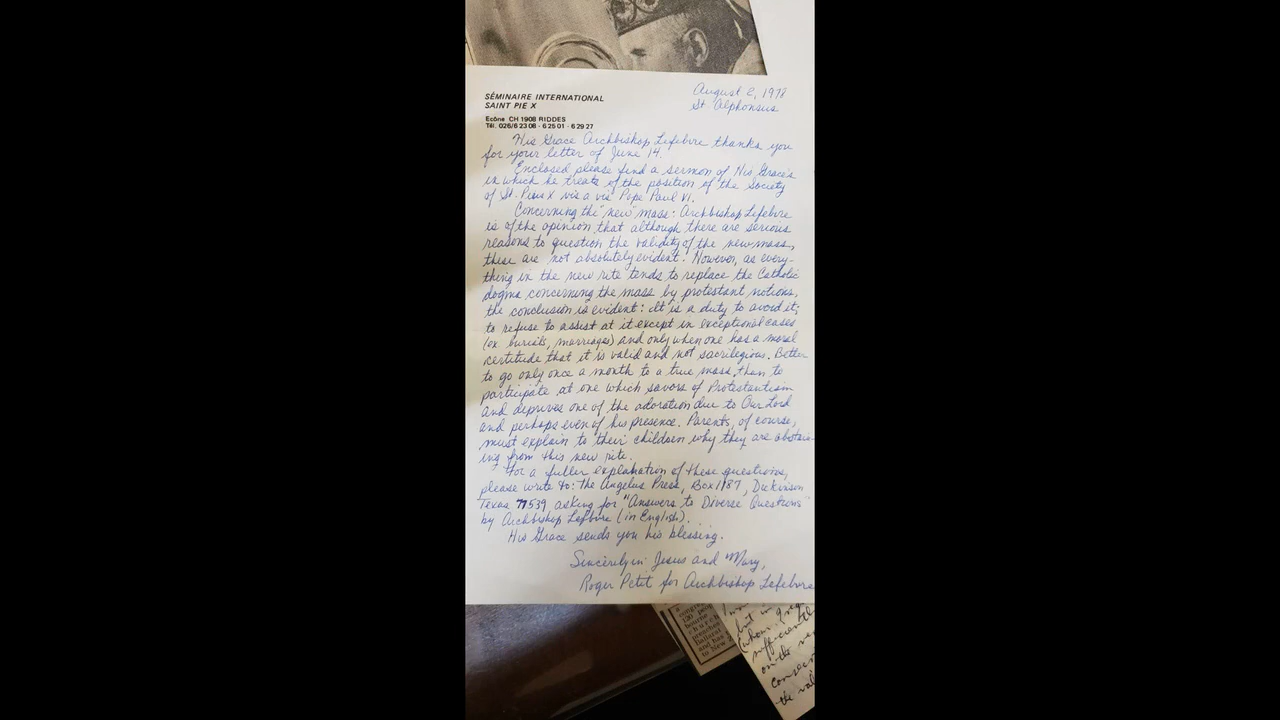 SÉMINAIRE INTERNATIONAL
SAINT PIE X
Ecône CH 1908 RIDDES
Tél. 026/6 23 08 - 6 25 01 - 6 29 27
August 2, 1978
St Alphonsus
His Grace Archbishop Lefebvre thanks you
for your letter of June 14.
Enclosed please find a sermon of His Grace's
in which he treats of the position of the Society
of St. Pius X vis a vis Pope Paul VI.
Concerning the "new" mass: Archbishop Lefebvre
is of the opinion that although there are serious
reasons to question the validity of the new mass,
these are not absolutely evident. However, as every-
thing in the new rite tends to replace the Catholic
dogma concerning the mass by protestant notions,
the conclusion is evident: It is a duty to avoid it;
to refuse to assist at it except in exceptional cases
(ex burials, marriages) and only when one has a moral
certitude that it is valid and not sacrilegious. Better
to go only once a month to a true mass, than to
participate at one which savors of Protestantism
and deprives one of the adoration due to Our Lord
and perhaps even of his presence. Parents, of course,
must explain to their children why they are abstain-
ing from this new rite.
For a fuller explanation of these questions,
please write to: The Angelus Press, Box 1187, Dickinson
Texas 77539 asking for "Answers to Diverse Questions"
by Archbishop Lefbvre (in English).
His Grace sends you his blessing.
Sincerely in Jesus and Mary,
Roger Petit for Archbishop Lefebvre
but in
(whom
sufficient
on the
consec
the val